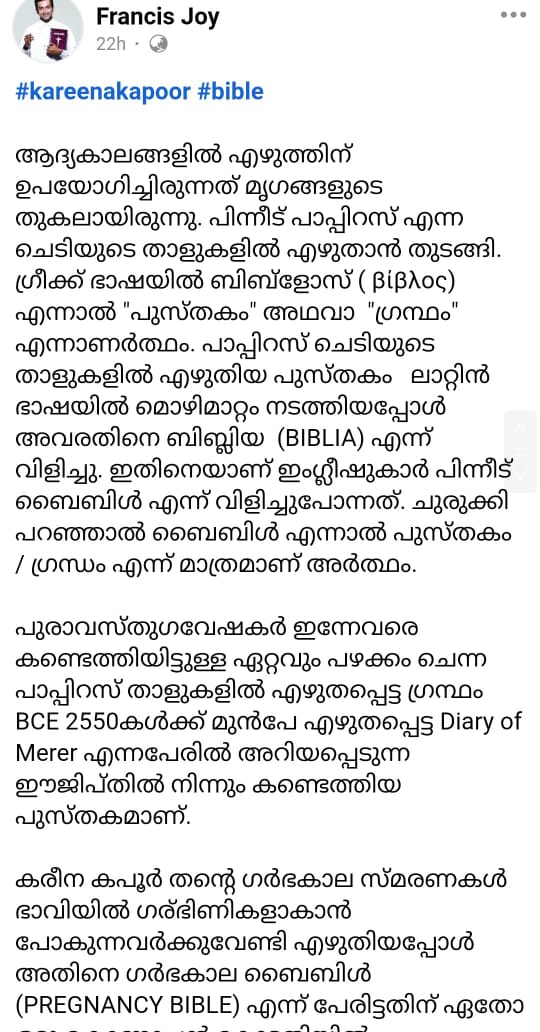 Francis Joy
22h ·
#kareenakapoor #bible
ആദ്യകാലങ്ങളിൽ എഴുത്തിന്
ഉപയോഗിച്ചിരുന്നത് മൃഗങ്ങളുടെ
തുകലായിരുന്നു. പിന്നീട് പാപ്പിറസ് എന്ന
ചെടിയുടെ താളുകളിൽ എഴുതാൻ തുടങ്ങി.
ഗ്രീക്ക് ഭാഷയിൽ ബിബ്ളോസ് ( βίβλος)
എന്നാൽ "പുസ്തകം" അഥവാ "ഗ്രന്ഥം"
എന്നാണർത്ഥം. പാപ്പിറസ് ചെടിയുടെ
താളുകളിൽ എഴുതിയ പുസ്തകം ലാറ്റിൻ
ഭാഷയിൽ മൊഴിമാറ്റം നടത്തിയപ്പോൾ
അവരതിനെ ബിബ്ലിയ (BIBLIA) എന്ന്
വിളിച്ചു. ഇതിനെയാണ് ഇംഗ്ലീഷുകാർ പിന്നീട്
ബൈബിൾ എന്ന് വിളിച്ചുപോന്നത്. ചുരുക്കി
പറഞ്ഞാൽ ബൈബിൾ എന്നാൽ പുസ്തകം
/ ഗ്രന്ഥം എന്ന് മാത്രമാണ് അർത്ഥം.
പുരാവസ്തുഗവേഷകർ ഇന്നേവരെ
കണ്ടെത്തിയിട്ടുള്ള ഏറ്റവും പഴക്കം ചെന്ന
പാപ്പിറസ് താളുകളിൽ എഴുതപ്പെട്ട ഗ്രന്ഥം
BCE 2550കൾക്ക് മുൻപേ എഴുതപ്പെട്ട Diary of
Merer എന്നപേരിൽ അറിയപ്പെടുന്ന
ഈജിപ്തിൽ നിന്നും കണ്ടെത്തിയ
പുസ്തകമാണ്.
കരീന കപൂർ തന്റെ ഗർഭകാല സ്മരണകൾ
ഭാവിയിൽ ഗര്ഭിണികളാകാൻ
പോകുന്നവർക്കുവേണ്ടി എഴുതിയപ്പോൾ
അതിനെ ഗർഭകാല ബൈബിൾ
(PREGNANCY BIBLE) എന്ന് പേരിട്ടതിന് ഏതോ